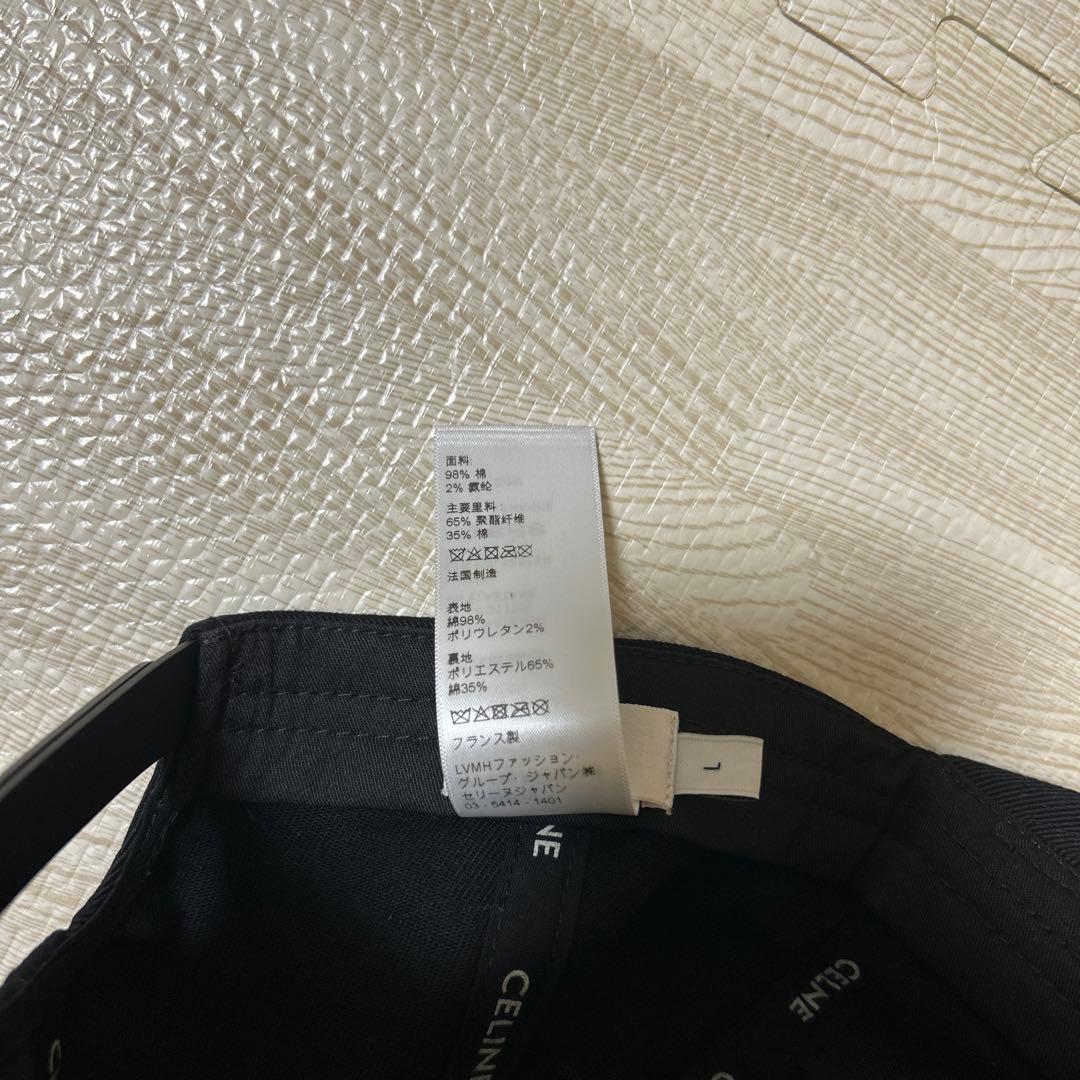 面料:
98% 棉
2% 氨纶
主要里料:
65% 聚酯纤维
35% 棉
法国制造
表地
綿98%
ポリウレタン2%
裏地
ポリエステル65%
綿35%
フランス製
LVMHファッション・
グループ・ジャパン㈱
セリーヌジャパン
03 - 5414 - 1401
L
NE
CELINE
CELINE